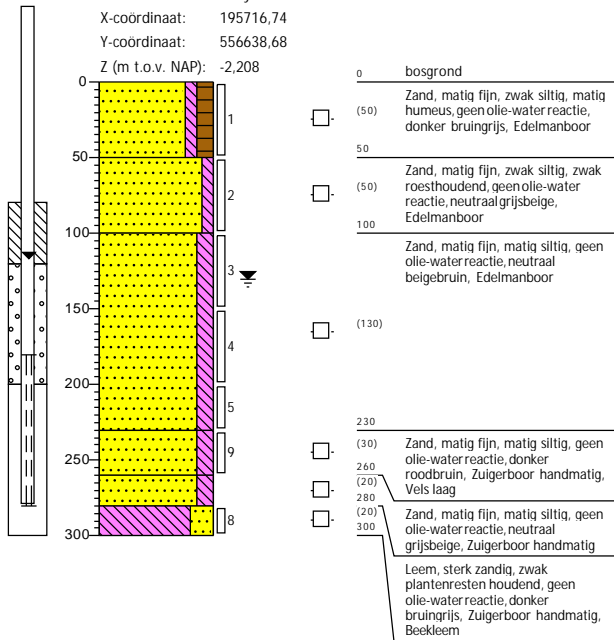 X-coördinaat: 195716,74
Y-coördinaat: 556638,68
Z (m t.o.v. NAP): -2,208
0
50
100
150
200
250
300
1
2
3
4
5
9
8
0 bosgrond
(50)
Zand, matig fijn, zwak siltig, matig
humeus, geen olie-water reactie,
donker bruingrijs, Edelmanboor
50
(50)
Zand, matig fijn, zwak siltig, zwak
roesthoudend, geen olie-water
reactie, neutraal grijsbeige,
Edelmanboor
100
Zand, matig fijn, matig siltig, geen
olie-water reactie, neutraal
beigebruin, Edelmanboor
(130)
230
(30)
Zand, matig fijn, matig siltig, geen
olie-water reactie, donker
roodbruin, Zuigerboor handmatig,
Vels laag
260
(20)
280
Zand, matig fijn, matig siltig, geen
olie-water reactie, neutraal
grijsbeige, Zuigerboor handmatig
(20)
300
Leem, sterk zandig, zwak
plantenresten houdend, geen
olie-water reactie, donker
bruingrijs, Zuigerboor handmatig,
Beekleem